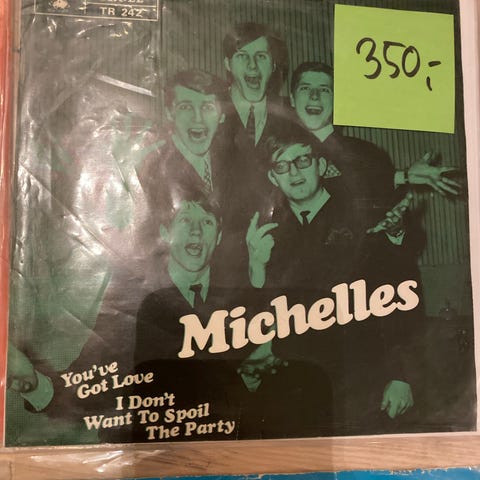 TR 242
350,-
Michelles
You've
Got Love
I Don't
Want To Spoil
The Party